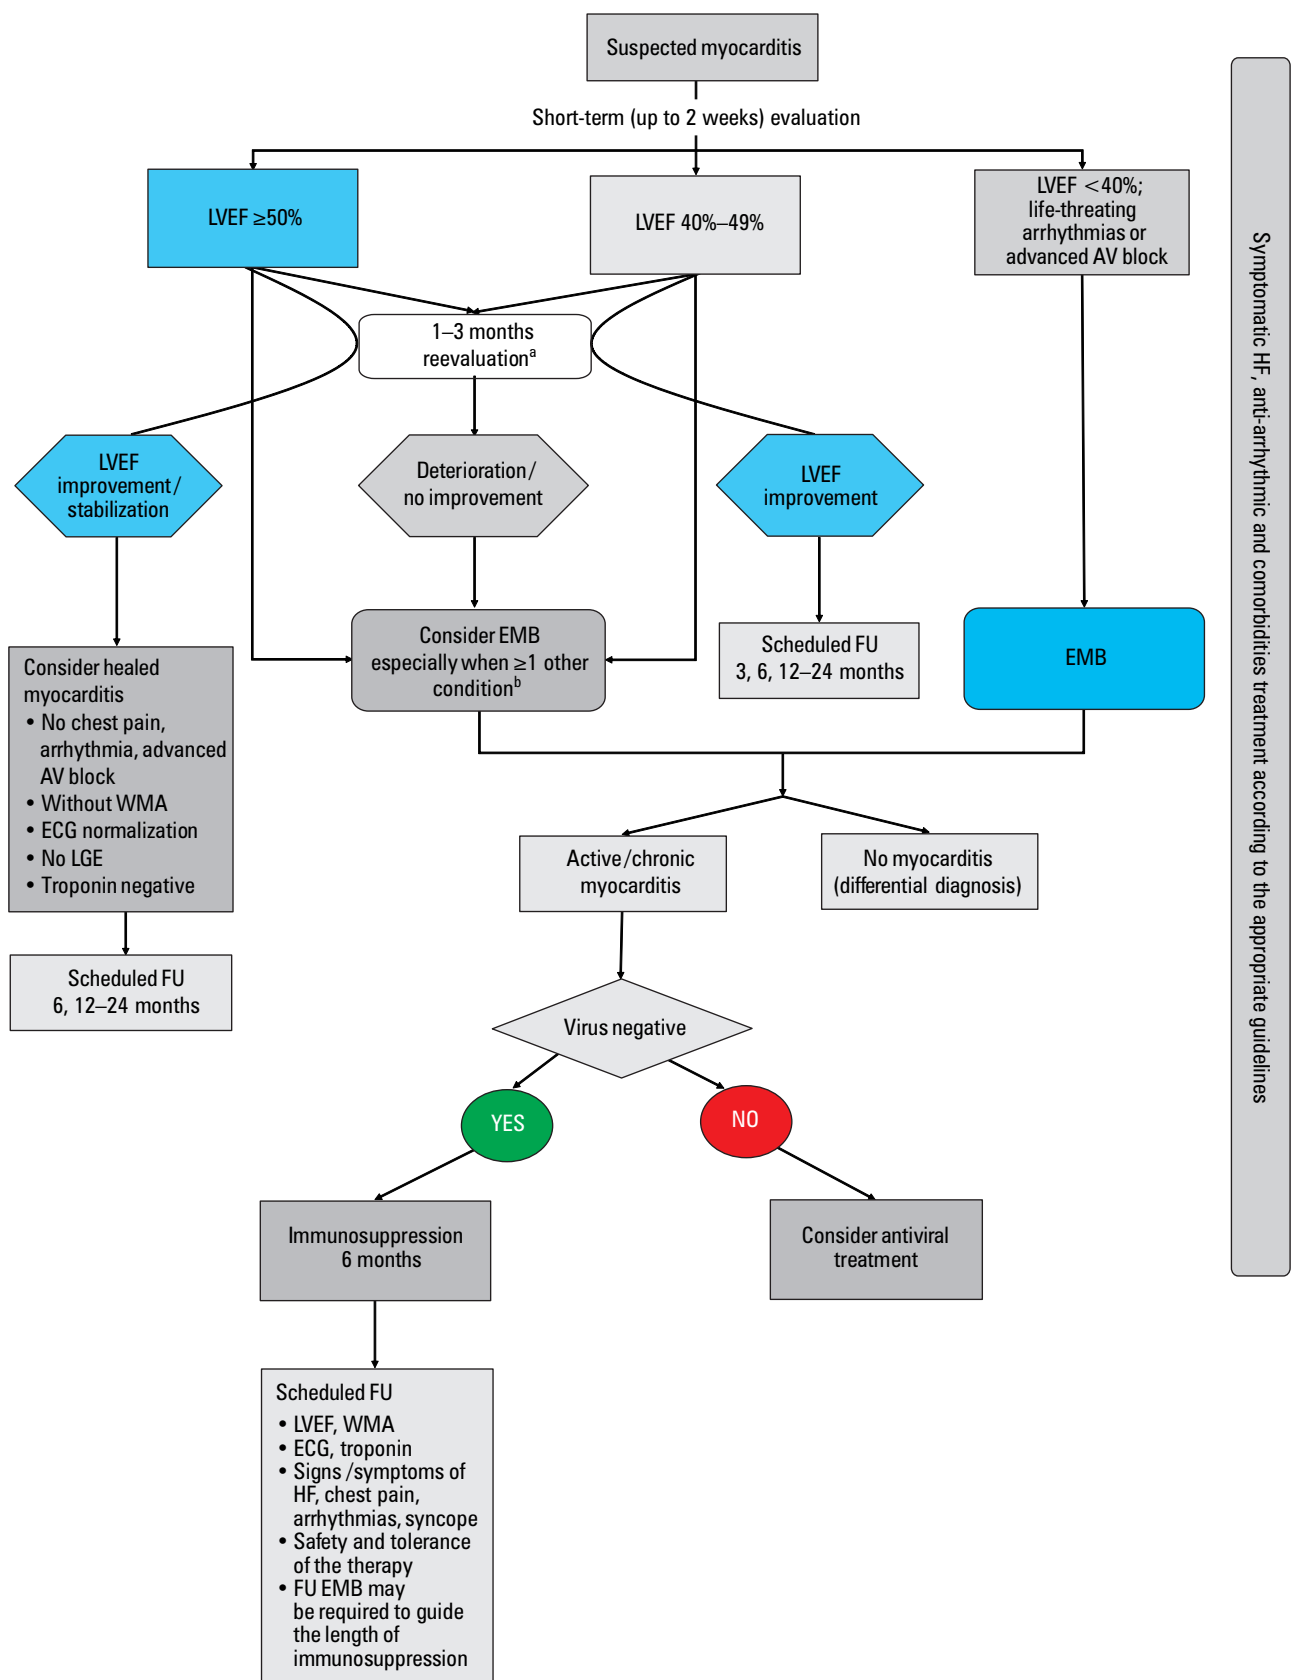 Suspected myocarditis
Short-term (up to 2 weeks) evaluation
LVEF ≥50%
LVEF 40%–49%
LVEF <40%;
life-threating
arrhythmias or
advanced AV block
1–3 months
reevaluationᵃ
LVEF
improvement/
stabilization
Deterioration/
no improvement
LVEF
improvement
Consider EMB
especially when ≥1 other
conditionᵇ
Scheduled FU
3, 6, 12–24 months
EMB
Consider healed
myocarditis
• No chest pain,
arrhythmia, advanced
AV block
• Without WMA
• ECG normalization
• No LGE
• Troponin negative
Scheduled FU
6, 12–24 months
Active/chronic
myocarditis
No myocarditis
(differential diagnosis)
Virus negative
YES
NO
Immunosuppression
6 months
Consider antiviral
treatment
Scheduled FU
• LVEF, WMA
• ECG, troponin
• Signs/symptoms of
HF, chest pain,
arrhythmias, syncope
• Safety and tolerance
of the therapy
• FU EMB may
be required to guide
the length of
immunosuppression
Symptomatic HF, anti-arrhythmic and comorbidities treatment according to the appropriate guidelines